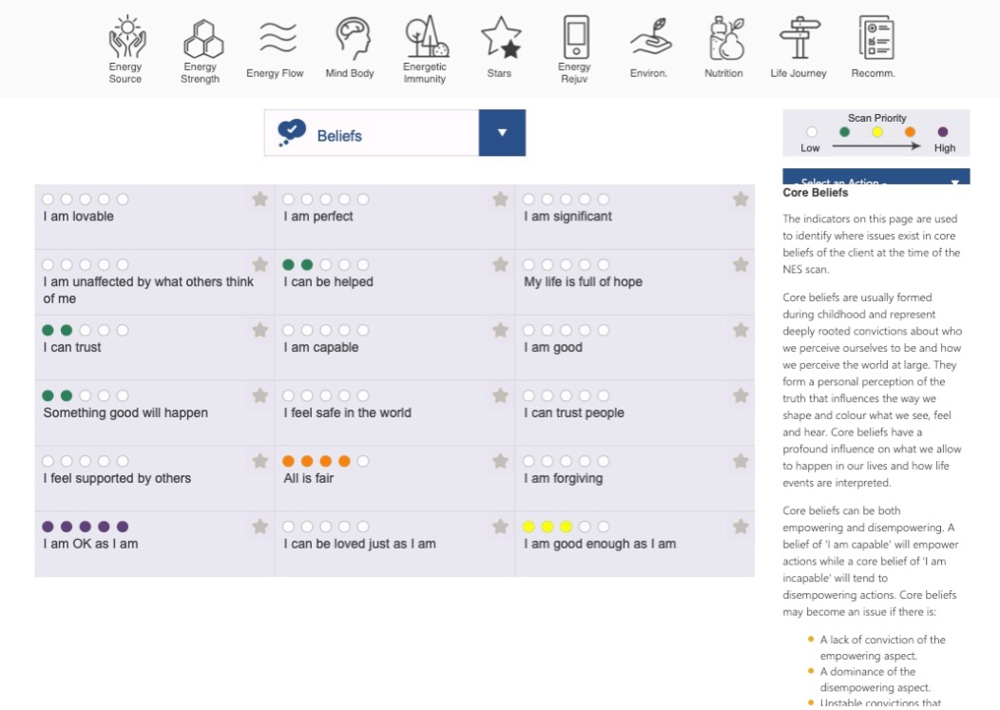 Energy
Source
Energy
Strength
Energy Flow
Mind Body
Energetic
Immunity
Stars
Energy
Rejuv
Environ.
Nutrition
Life Journey
Recomm.
Beliefs
Scan Priority
Low
High
- Select an Action -
I am lovable
I am perfect
I am significant
I am unaffected by what others think
of me
I can be helped
My life is full of hope
I can trust
I am capable
I am good
Something good will happen
I feel safe in the world
I can trust people
I feel supported by others
All is fair
I am forgiving
I am OK as I am
I can be loved just as I am
I am good enough as I am
Core Beliefs
The indicators on this page are used
to identify where issues exist in core
beliefs of the client at the time of the
NES scan.
Core beliefs are usually formed
during childhood and represent
deeply rooted convictions about who
we perceive ourselves to be and how
we perceive the world at large. They
form a personal perception of the
truth that influences the way we
shape and colour what we see, feel
and hear. Core beliefs have a
profound influence on what we allow
to happen in our lives and how life
events are interpreted.
Core beliefs can be both
empowering and disempowering. A
belief of 'I am capable' will empower
actions while a core belief of 'I am
incapable' will tend to
disempowering actions. Core beliefs
may become an issue if there is:
A lack of conviction of the
empowering aspect.
A dominance of the
disempowering aspect.
Unstable convictions that